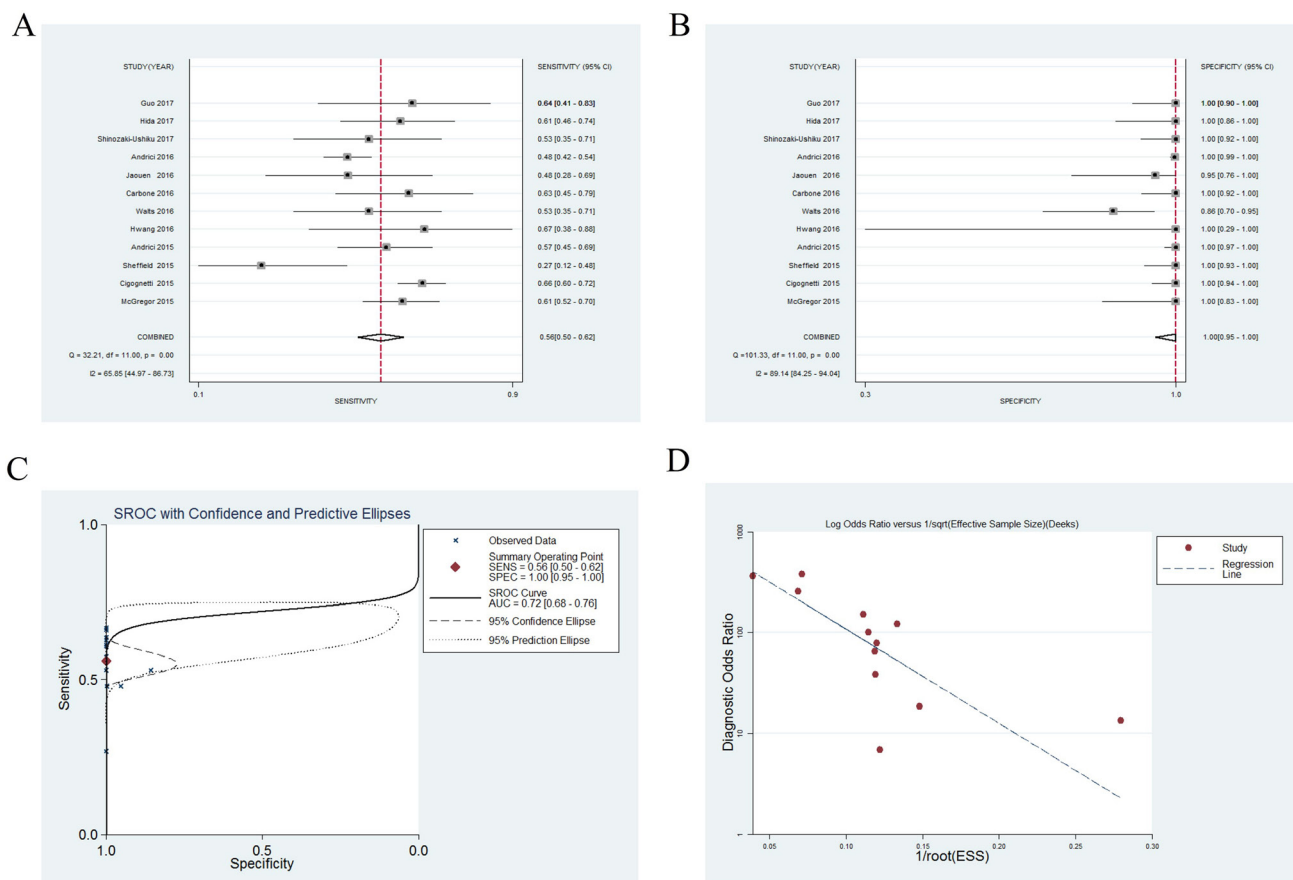 A
STUDY(YEAR) SENSITIVITY (95% CI)
Guo 2017 0.64 [0.41 - 0.83]
Hida 2017 0.61 [0.46 - 0.74]
Shinozaki-Ushiku 2017 0.53 [0.35 - 0.71]
Andrici 2016 0.48 [0.42 - 0.54]
Jaouen 2016 0.48 [0.28 - 0.69]
Carbone 2016 0.63 [0.45 - 0.79]
Walts 2016 0.53 [0.35 - 0.71]
Hwang 2016 0.67 [0.38 - 0.88]
Andrici 2015 0.57 [0.45 - 0.69]
Sheffield 2015 0.27 [0.12 - 0.48]
Cigognetti 2015 0.66 [0.60 - 0.72]
McGregor 2015 0.61 [0.52 - 0.70]
COMBINED 0.56[0.50 - 0.62]
Q = 32.21, df = 11.00, p = 0.00
I2 = 65.85 [44.97 - 86.73]
0.1 0.9
SENSITIVITY
B
STUDY(YEAR) SPECIFICITY (95% CI)
Guo 2017 1.00 [0.90 - 1.00]
Hida 2017 1.00 [0.86 - 1.00]
Shinozaki-Ushiku 2017 1.00 [0.92 - 1.00]
Andrici 2016 1.00 [0.99 - 1.00]
Jaouen 2016 0.95 [0.76 - 1.00]
Carbone 2016 1.00 [0.92 - 1.00]
Walts 2016 0.86 [0.70 - 0.95]
Hwang 2016 1.00 [0.29 - 1.00]
Andrici 2015 1.00 [0.97 - 1.00]
Sheffield 2015 1.00 [0.93 - 1.00]
Cigognetti 2015 1.00 [0.94 - 1.00]
McGregor 2015 1.00 [0.83 - 1.00]
COMBINED 1.00[0.95 - 1.00]
Q =101.33, df = 11.00, p = 0.00
I2 = 89.14 [84.25 - 94.04]
0.3 1.0
SPECIFICITY
C
SROC with Confidence and Predictive Ellipses
1.0
0.5
0.0
Sensitivity
1.0 0.5 0.0
Specificity
Observed Data
Summary Operating Point
SENS = 0.56 [0.50 - 0.62]
SPEC = 1.00 [0.95 - 1.00]
SROC Curve
AUC = 0.72 [0.68 - 0.76]
95% Confidence Ellipse
95% Prediction Ellipse
D
Log Odds Ratio versus 1/sqrt(Effective Sample Size)(Deeks)
1000
100
10
1
Diagnostic Odds Ratio
0.05 0.10 0.15 0.20 0.25 0.30
1/root(ESS)
Study
Regression
Line